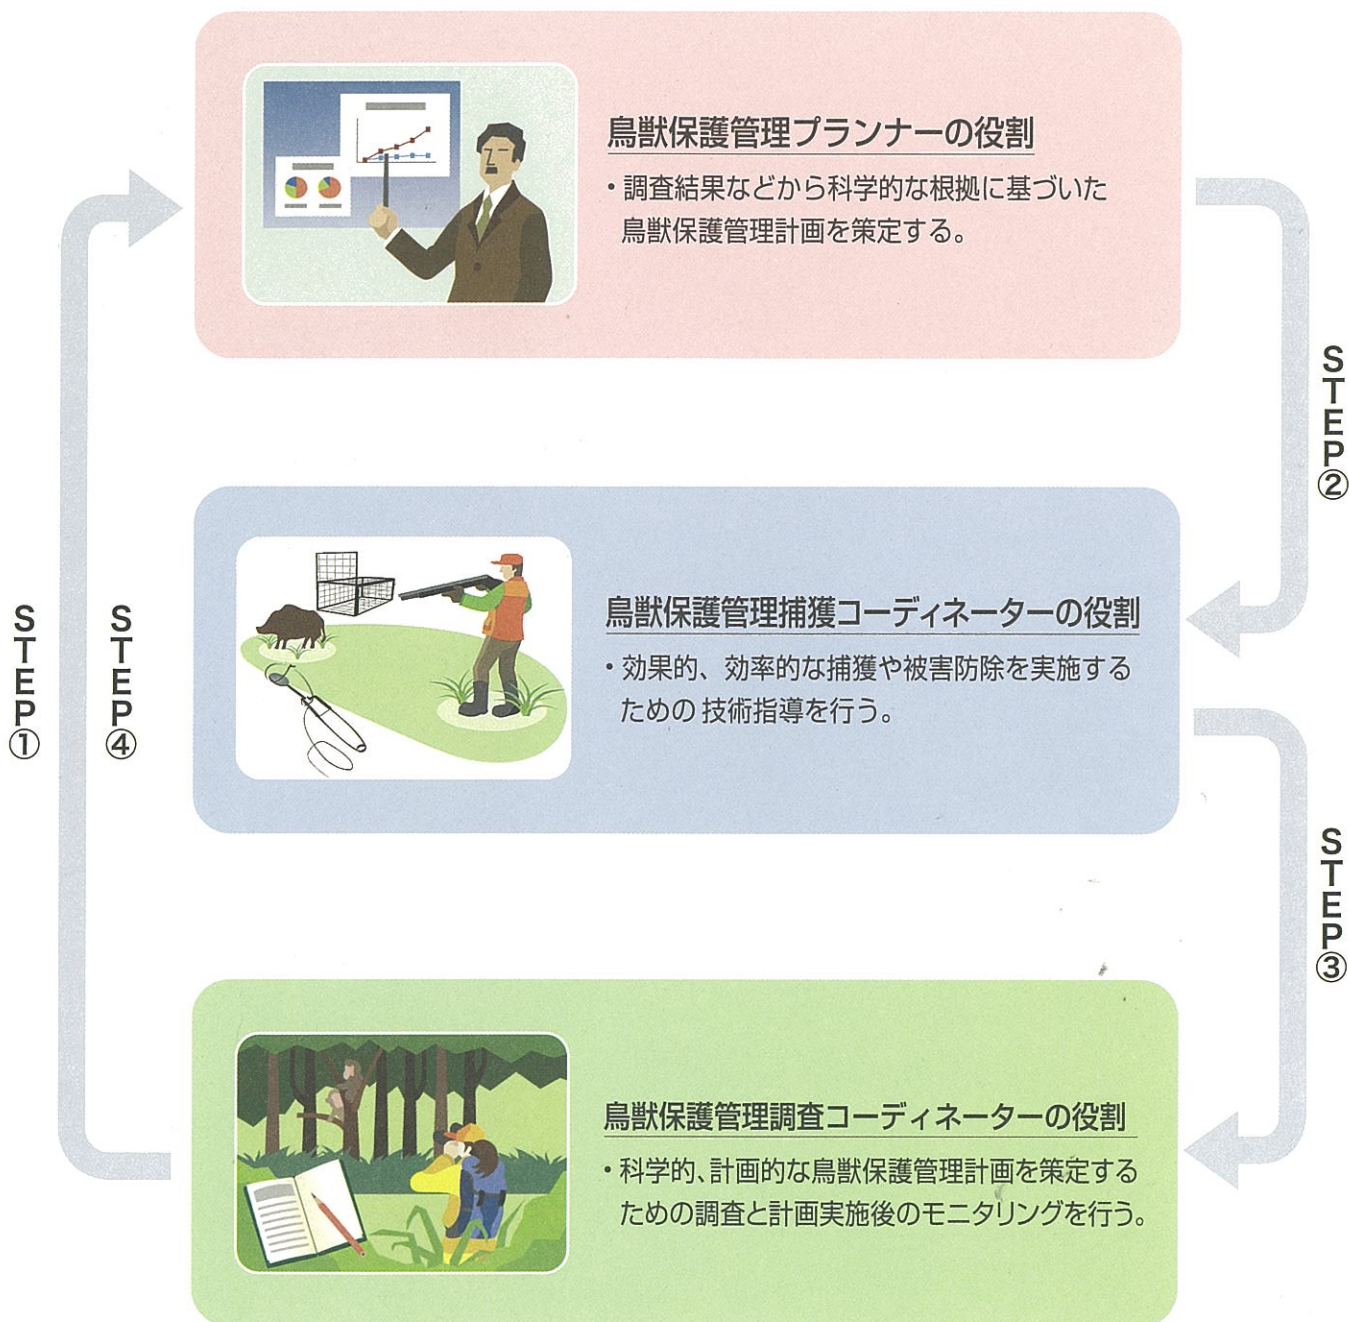 鳥獣保護管理プランナーの役割
・調査結果などから科学的な根拠に基づいた
鳥獣保護管理計画を策定する。
STEP②
鳥獣保護管理捕獲コーディネーターの役割
・効果的、効率的な捕獲や被害防除を実施する
ための技術指導を行う。
STEP①
STEP④
STEP③
鳥獣保護管理調査コーディネーターの役割
・科学的、計画的な鳥獣保護管理計画を策定する
ための調査と計画実施後のモニタリングを行う。